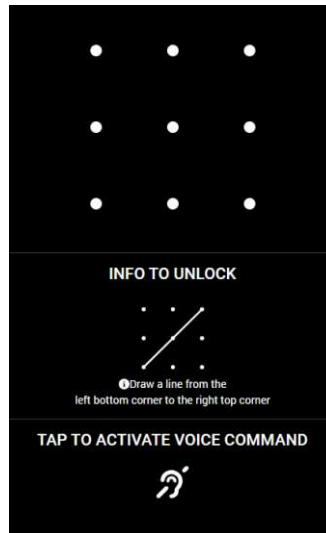 INFO TO UNLOCK
Draw a line from the
left bottom corner to the right top corner
TAP TO ACTIVATE VOICE COMMAND